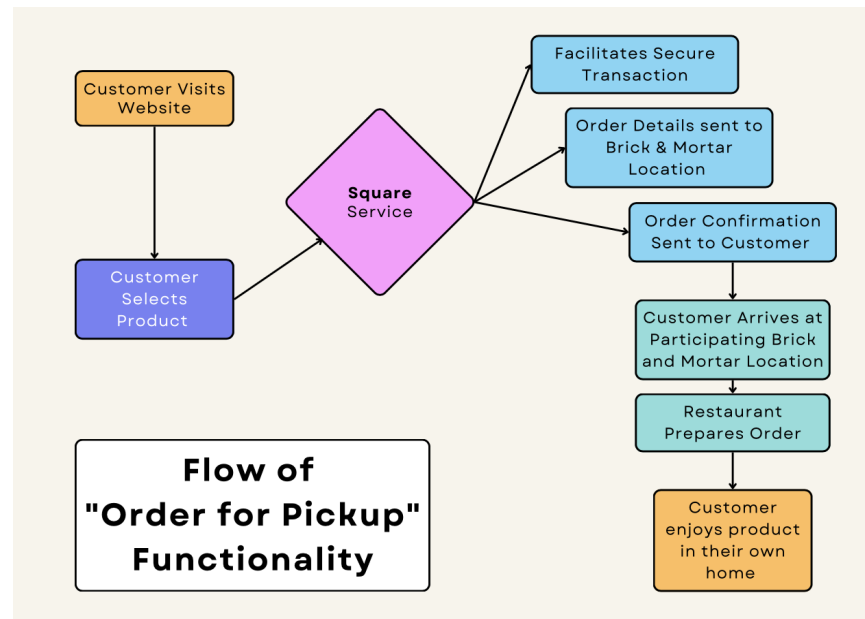 Customer Visits
Website
Customer
Selects
Product
Square
Service
Facilitates Secure
Transaction
Order Details sent to
Brick & Mortar
Location
Order Confirmation
Sent to Customer
Customer Arrives at
Participating Brick
and Mortar Location
Restaurant
Prepares Order
Customer
enjoys product
in their own
home
Flow of
"Order for Pickup"
Functionality